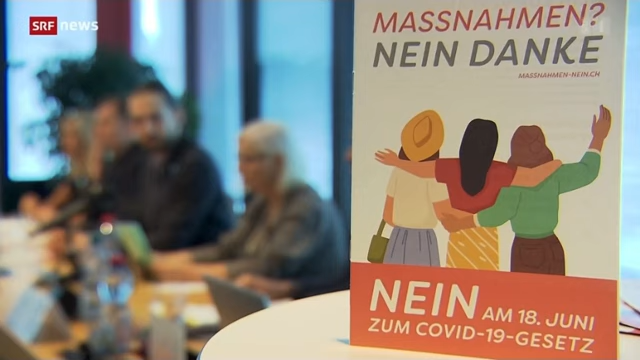 SRF news
MASSNAHMEN?
NEIN DANKE
MASSNAHMEN-NEIN.CH
NEIN AM 18. JUNI
ZUM COVID-19-GESETZ